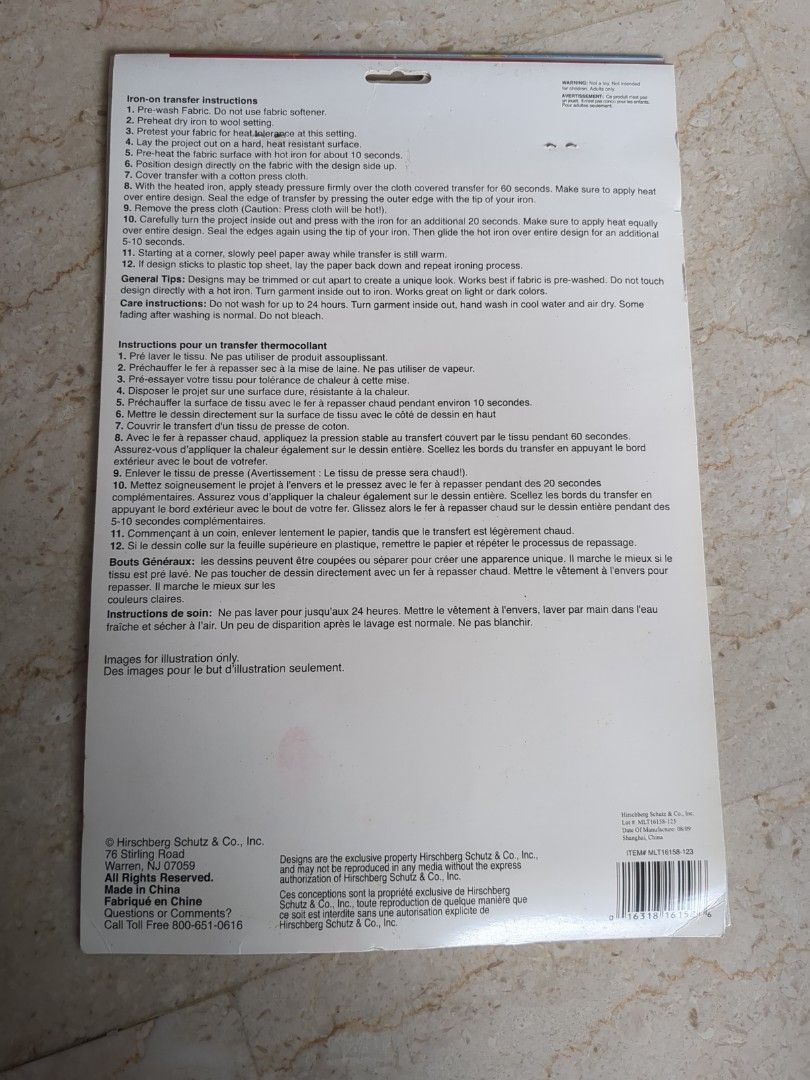 WARNING: Not a toy. Not intended
for children. Adults only.
AVERTISSEMENT: Ce produit n'est pas
un jouet. Il n'est pas conçu pour les enfants.
Pour adultes seulement.
Iron-on transfer instructions
1. Pre-wash Fabric. Do not use fabric softener.
2. Preheat dry iron to wool setting.
3. Pretest your fabric for heat tolerance at this setting.
4. Lay the project out on a hard, heat resistant surface.
5. Pre-heat the fabric surface with hot iron for about 10 seconds.
6. Position design directly on the fabric with the design side up.
7. Cover transfer with a cotton press cloth.
8. With the heated iron, apply steady pressure firmly over the cloth covered transfer for 60 seconds. Make sure to apply heat
over entire design. Seal the edge of transfer by pressing the outer edge with the tip of your iron.
9. Remove the press cloth (Caution: Press cloth will be hot!).
10. Carefully turn the project inside out and press with the iron for an additional 20 seconds. Make sure to apply heat equally
over entire design. Seal the edges again using the tip of your iron. Then glide the hot iron over entire design for an additional
5-10 seconds.
11. Starting at a corner, slowly peel paper away while transfer is still warm.
12. If design sticks to plastic top sheet, lay the paper back down and repeat ironing process.
General Tips: Designs may be trimmed or cut apart to create a unique look. Works best if fabric is pre-washed. Do not touch
design directly with a hot iron. Turn garment inside out to iron. Works great on light or dark colors.
Care instructions: Do not wash for up to 24 hours. Turn garment inside out, hand wash in cool water and air dry. Some
fading after washing is normal. Do not bleach.
Instructions pour un transfert thermocollant
1. Pré laver le tissu. Ne pas utiliser de produit assouplissant.
2. Préchauffer le fer à repasser sec à la mise de laine. Ne pas utiliser de vapeur.
3. Pré-essayer votre tissu pour tolérance de chaleur à cette mise.
4. Disposer le projet sur une surface dure, résistante à la chaleur.
5. Préchauffer la surface de tissu avec le fer à repasser chaud pendant environ 10 secondes.
6. Mettre le dessin directement sur la surface de tissu avec le côté de dessin en haut
7. Couvrir le transfert d'un tissu de presse de coton.
8. Avec le fer à repasser chaud, appliquez la pression stable au transfert couvert par le tissu pendant 60 secondes.
Assurez-vous d'appliquer la chaleur également sur le dessin entière. Scellez les bords du transfert en appuyant le bord
extérieur avec le bout de votrefer.
9. Enlever le tissu de presse (Avertissement : Le tissu de presse sera chaud!).
10. Mettez soigneusement le projet à l'envers et le pressez avec le fer à repasser pendant des 20 secondes
complémentaires. Assurez vous d'appliquer la chaleur également sur le dessin entière. Scellez les bords du transfert en
appuyant le bord extérieur avec le bout de votre fer. Glissez alors le fer à repasser chaud sur le dessin entière pendant des
5-10 secondes complémentaires.
11. Commençant à un coin, enlever lentement le papier, tandis que le transfert est légèrement chaud.
12. Si le dessin colle sur la feuille supérieure en plastique, remettre le papier et répéter le processus de repassage.
Bouts Généraux: les dessins peuvent être coupées ou séparer pour créer une apparence unique. Il marche le mieux si le
tissu est pré lavé. Ne pas toucher de dessin directement avec un fer à repasser chaud. Mettre le vêtement à l'envers pour
repasser. Il marche le mieux sur les
couleurs claires.
Instructions de soin: Ne pas laver pour jusqu'aux 24 heures. Mettre le vêtement à l'envers, laver par main dans l'eau
fraîche et sécher à l'air. Un peu de disparition après le lavage est normale. Ne pas blanchir.
Images for illustration only.
Des images pour le but d'illustration seulement.
© Hirschberg Schutz & Co., Inc.
76 Stirling Road
Warren, NJ 07059
All Rights Reserved.
Made in China
Fabriqué en Chine
Questions or Comments?
Call Toll Free 800-651-0616
Designs are the exclusive property Hirschberg Schutz & Co., Inc.,
and may not be reproduced in any media without the express
authorization of Hirschberg Schutz & Co., Inc.
Ces conceptions sont la propriété exclusive de Hirschberg
Schutz & Co., Inc., toute reproduction de quelque manière que
ce soit est interdite sans une autorisation explicite de
Hirschberg Schutz & Co., Inc.
Hirschberg Schutz & Co., Inc.
Lot #: MLT16158-123
Date Of Manufacture: 08/09
Shanghai, China
ITEM# MLT16158-123
0 16318